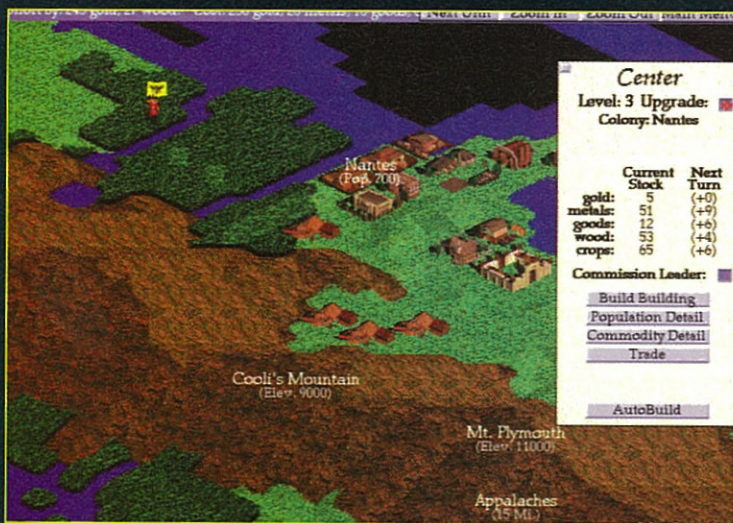 Next Unit Zoom In Zoom Out Main Menu
Nantes
(Pop. 700)
Cooli's Mountain
(Elev. 9000)
Mt. Plymouth
(Elev. 11000)
Appalaches
(15 Mi.)
Center
Level: 3 Upgrade:
Colony: Nantes
Current Next
Stock Turn
gold: 5 (+0)
metals: 51 (+9)
goods: 12 (+6)
wood: 53 (+4)
crops: 65 (+6)
Commission Leader:
Build Building
Population Detail
Commodity Detail
Trade
AutoBuild